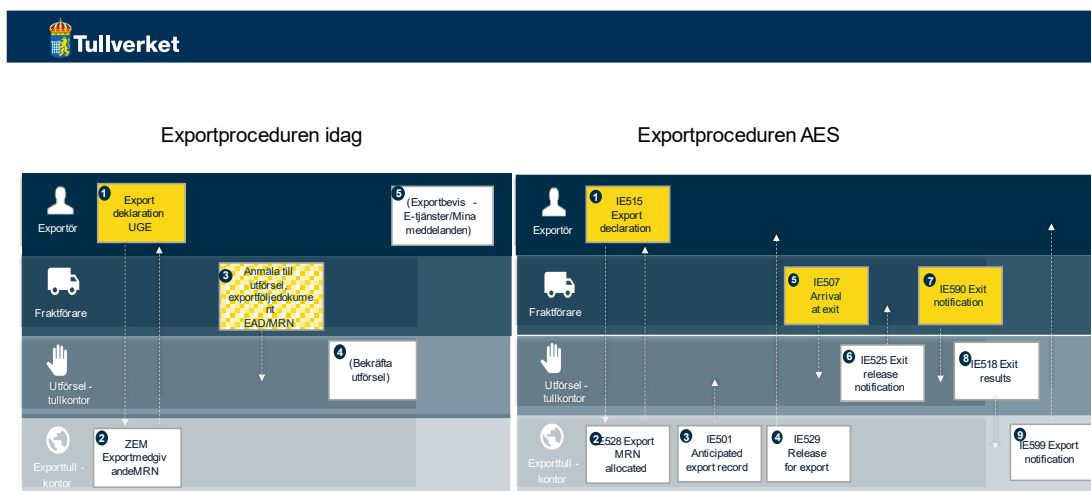 Tullverket
Exportproceduren idag
Exportör
1
Export
deklaration
UGE
5
(Exportbevis -
E-tjänster/Mina
meddelanden)
Fraktförare
3
Anmäla till
utförsel,
exportföljedokume
nt
EAD/MRN
Utförsel -
tullkontor
4
(Bekräfta
utförsel)
Exporttull -
kontor
2
ZEM
Exportmedgiv
andeMRN
Exportproceduren AES
Exportör
1
IE515
Export
declaration
Fraktförare
5
IE507
Arrival
at exit
7
IE590 Exit
notification
Utförsel -
tullkontor
6
IE525 Exit
release
notification
8
IE518 Exit
results
Exporttull -
kontor
2
IE528 Export
MRN
allocated
3
IE501
Anticipated
export record
4
IE529
Release
for export
9
IE599 Export
notification